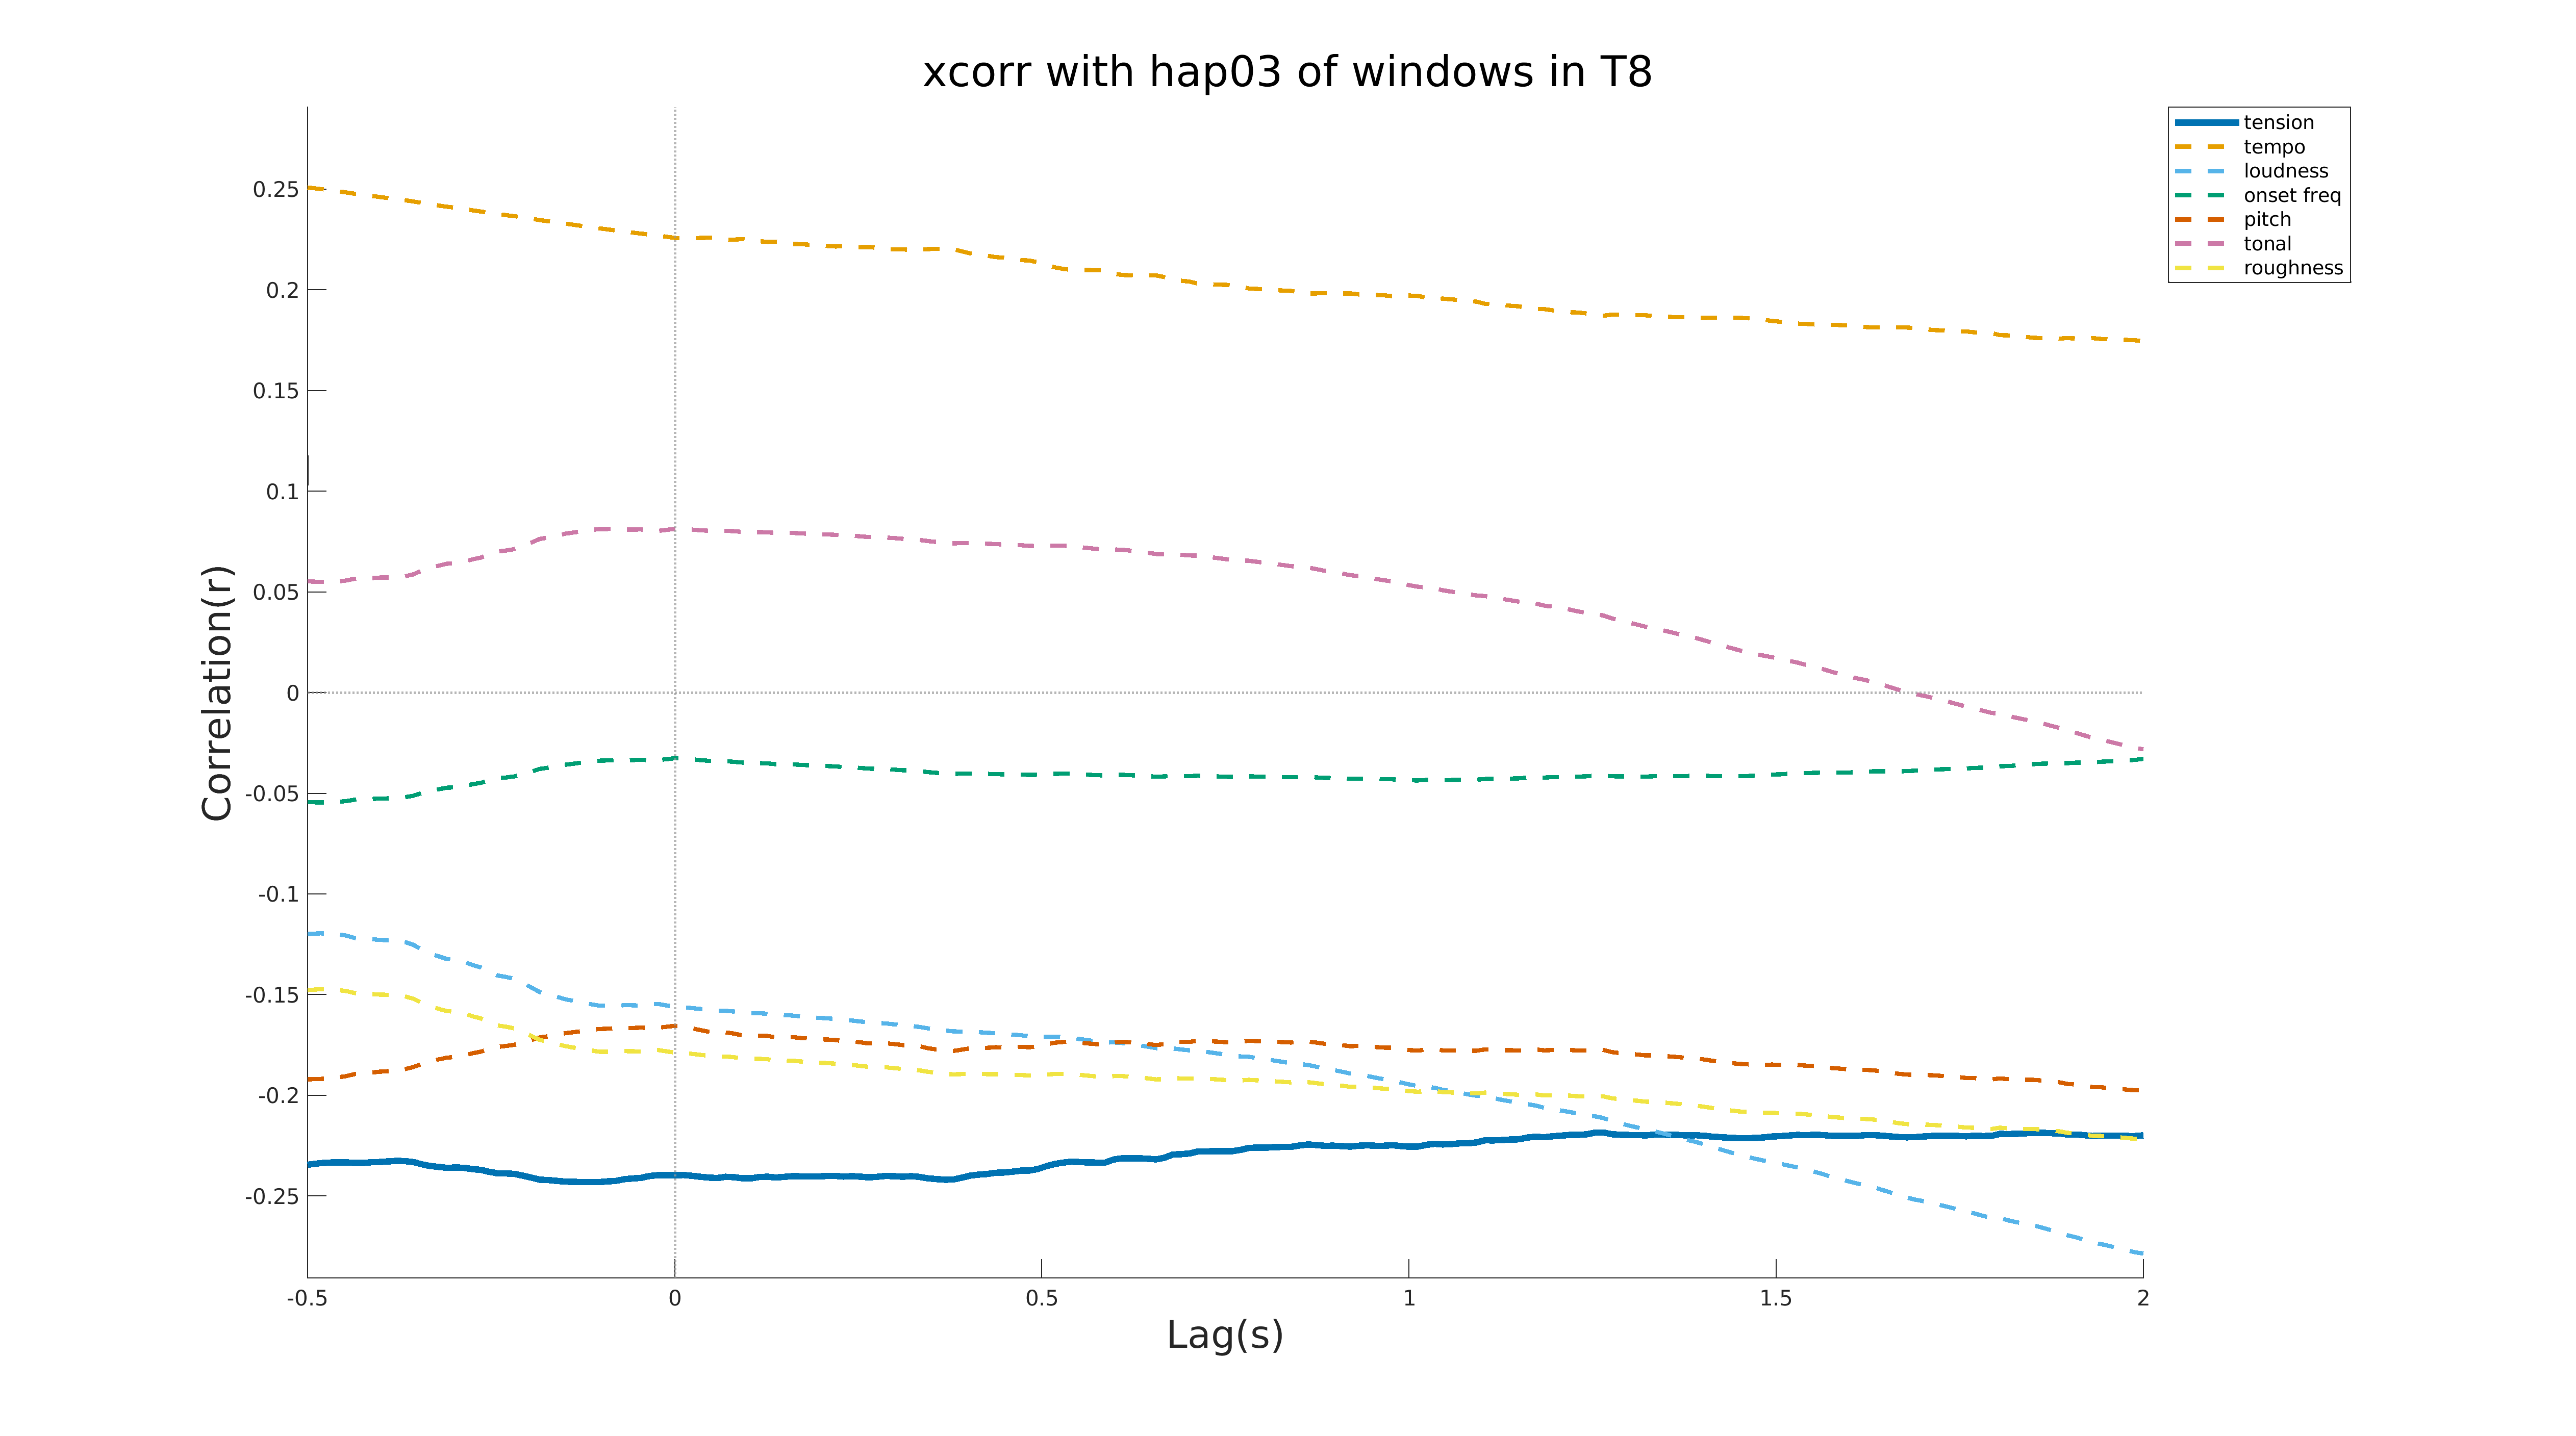 xcorr with hap03 of windows in T8
tension
tempo
loudness
onset freq
pitch
tonal
roughness
Correlation(r)
0.25
0.2
0.15
0.1
0.05
0
-0.05
-0.1
-0.15
-0.2
-0.25
-0.5
0
0.5
1
1.5
2
Lag(s)